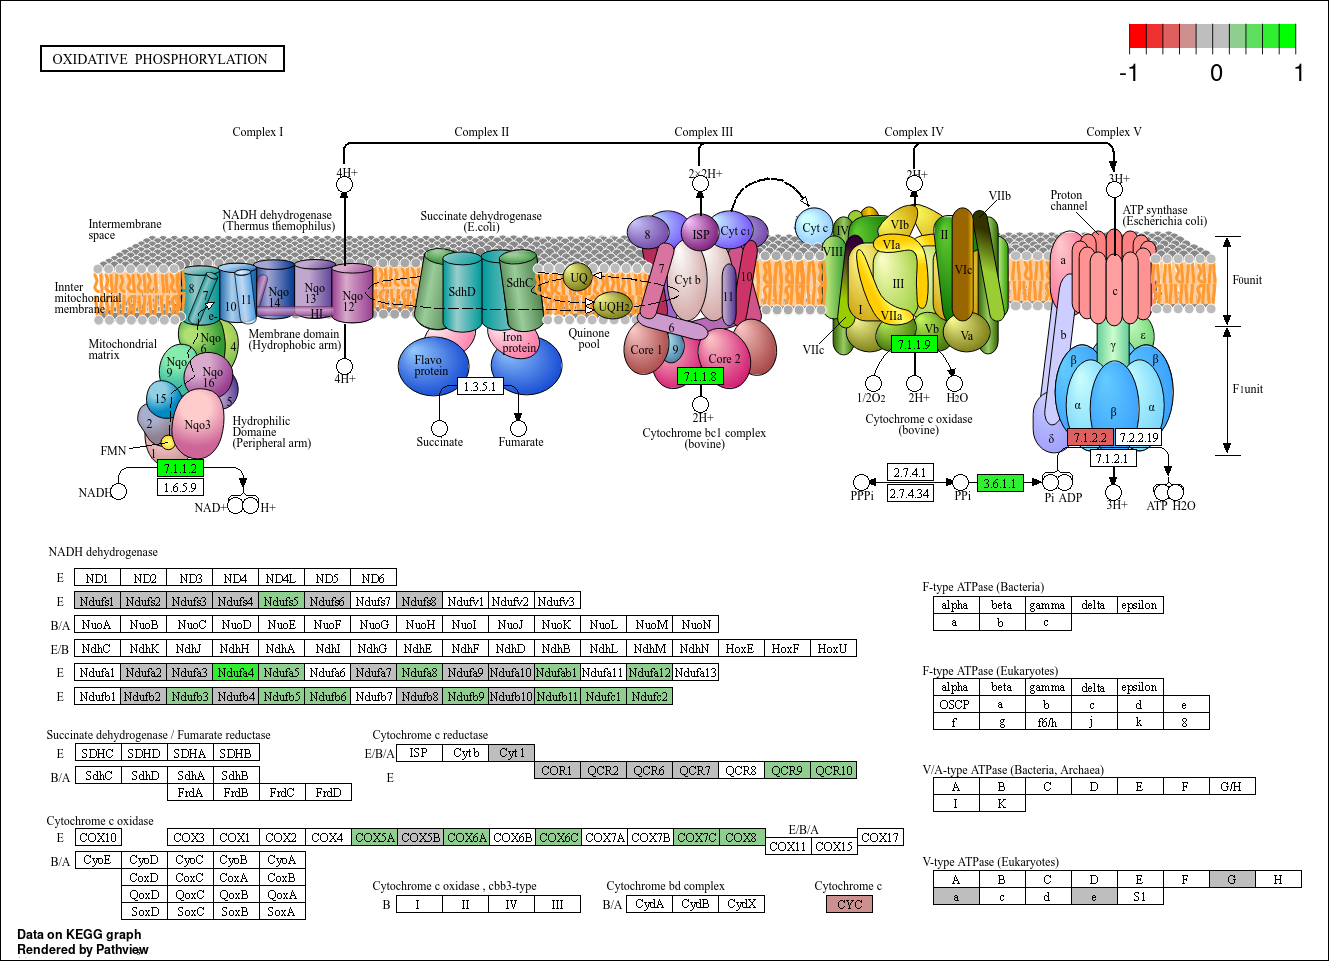 OXIDATIVE PHOSPHORYLATION
-1 0 1
Complex I Complex II Complex III Complex IV Complex V
4H+ 2×2H+ 2H+ 3H+
Intermembrane
space
NADH dehydrogenase
(Thermus themophilus)
Succinate dehydrogenase
(E.coli)
VIIb
Proton
channel
ATP synthase
(Escherichia coli)
8 ISP Cyt c1 Cyt c IV VIb II
VIII VIa VIc
Innter
mitochondrial
membrane
8 7 10 11 Nqo
14 Nqo
13 HI Nqo
12
e-
SdhD SdhC UQ UQH2
7 Cyt b 11 10
III I VIIa Vb Va
a c
F0unit
Mitochondrial
matrix
Nqo
6 4
Nqo
9 Nqo
16 5
15 2 Nqo3
Membrane domain
(Hydrophobic arm)
4H+
Flavo
protein
Iron
protein
Quinone
pool
6 Core 1 9 Core 2
VIIc
b γ ε
β β
α β α
δ
F1unit
Hydrophilic
Domaine
(Peripheral arm)
FMN
7.1.1.2
1.6.5.9
NADH NAD+ H+
1.3.5.1
Succinate Fumarate
7.1.1.8
2H+
Cytochrome bc1 complex
(bovine)
7.1.1.9
1/2O2 2H+ H2O
Cytochrome c oxidase
(bovine)
7.1.2.2 7.2.2.19
7.1.2.1
2.7.4.1
2.7.4.34
3.6.1.1
PPPi PPi Pi ADP 3H+ ATP H2O
NADH dehydrogenase
E ND1 ND2 ND3 ND4 ND4L ND5 ND6
E Ndufs1 Ndufs2 Ndufs3 Ndufs4 Ndufs5 Ndufs6 Ndufs7 Ndufs8 Ndufv1 Ndufv2 Ndufv3
B/A NuoA NuoB NuoC NuoD NuoE NuoF NuoG NuoH NuoI NuoJ NuoK NuoL NuoM NuoN
E/B NdhC NdhK NdhJ NdhH NdhA NdhI NdhG NdhE NdhF NdhD NdhB NdhL NdhM NdhN HoxE HoxF HoxU
E Ndufa1 Ndufa2 Ndufa3 Ndufa4 Ndufa5 Ndufa6 Ndufa7 Ndufa8 Ndufa9 Ndufa10 Ndufab1 Ndufa11 Ndufa12 Ndufa13
E Ndufb1 Ndufb2 Ndufb3 Ndufb4 Ndufb5 Ndufb6 Ndufb7 Ndufb8 Ndufb9 Ndufb10 Ndufb11 Ndufc1 Ndufc2
Succinate dehydrogenase / Fumarate reductase
E SDHC SDHD SDHA SDHB
B/A SdhC SdhD SdhA SdhB
FrdA FrdB FrdC FrdD
Cytochrome c reductase
E/B/A ISP Cyt b Cyt 1
E COR1 QCR2 QCR6 QCR7 QCR8 QCR9 QCR10
Cytochrome c oxidase
E COX10 COX3 COX1 COX2 COX4 COX5A COX5B COX6A COX6B COX6C COX7A COX7B COX7C COX8 COX17
E/B/A
COX11 COX15
B/A CyoE CyoD CyoC CyoB CyoA
CoxD CoxC CoxA CoxB
QoxD QoxC QoxB QoxA
SoxD SoxC SoxB SoxA
Cytochrome c oxidase , cbb3-type
B I II IV III
Cytochrome bd complex
B/A CydA CydB CydX
Cytochrome c
CYC
F-type ATPase (Bacteria)
alpha beta gamma delta epsilon
a b c
F-type ATPase (Eukaryotes)
alpha beta gamma delta epsilon
OSCP a b c d e
f g f6/h j k 8
V/A-type ATPase (Bacteria, Archaea)
A B C D E F G/H
I K
V-type ATPase (Eukaryotes)
A B C D E F G H
a c d e S1
Data on KEGG graph
Rendered by Pathview